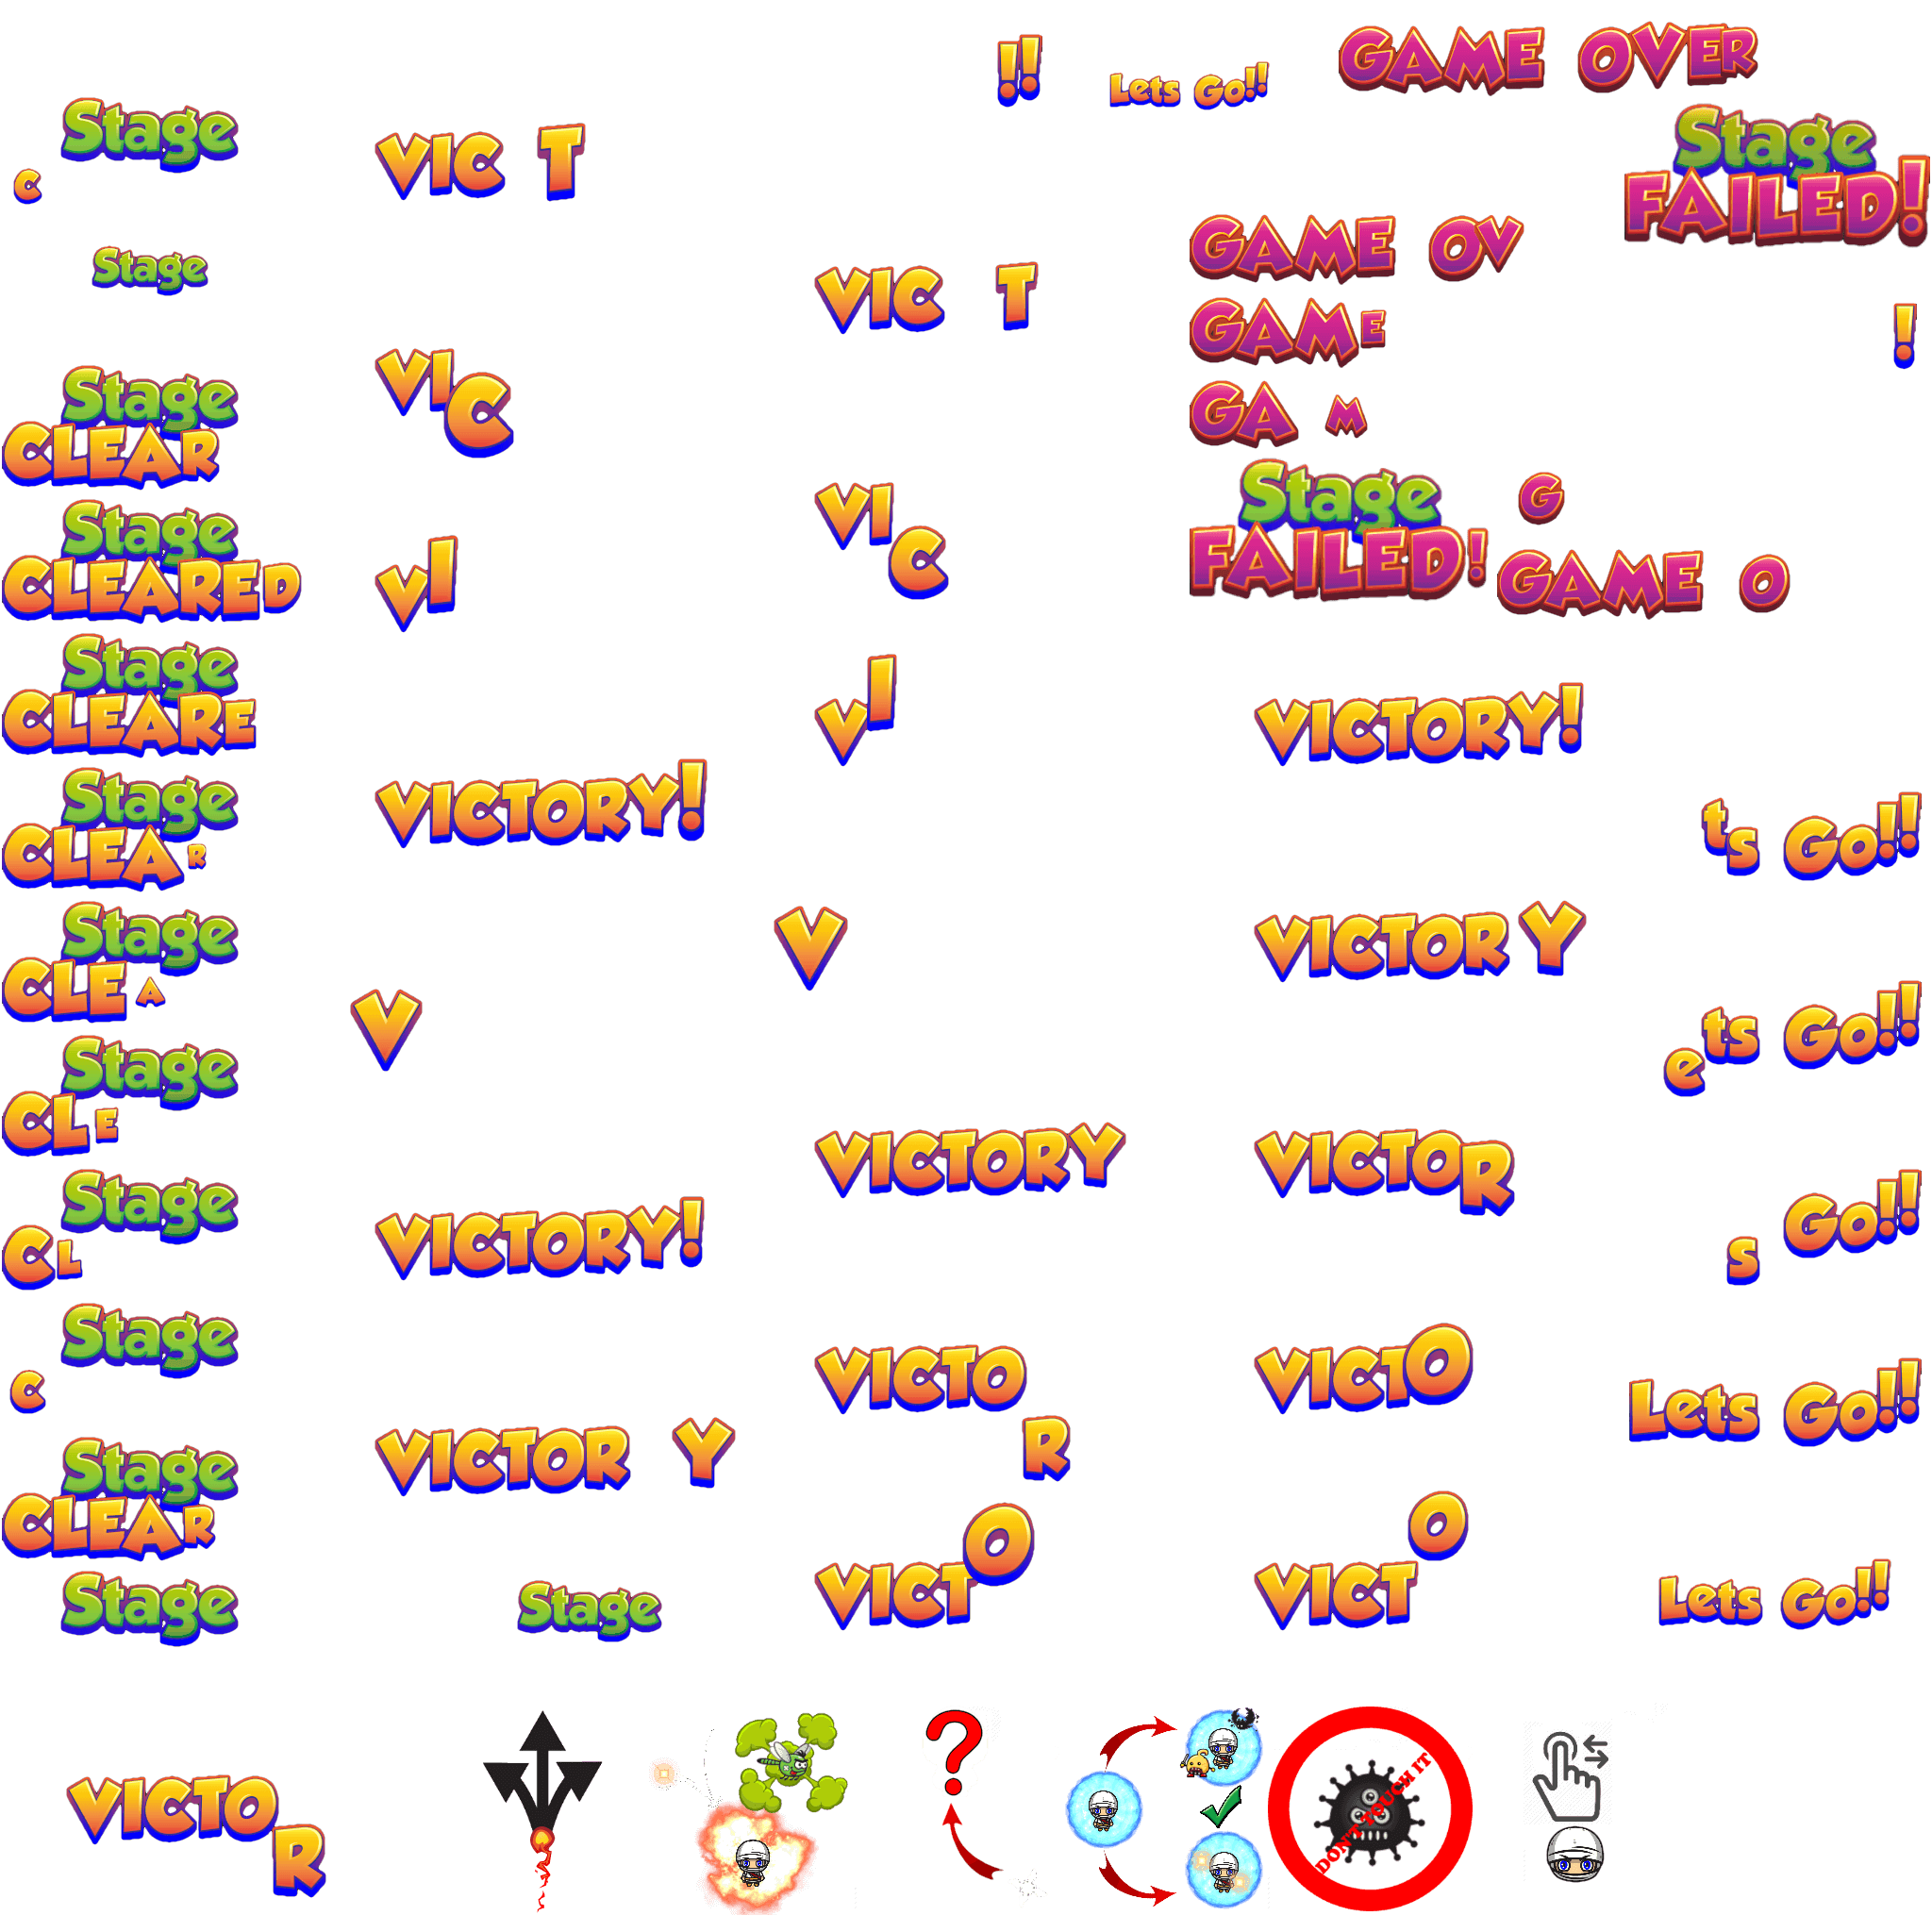 !!
Lets Go!!
GAME OVER
Stage
C
VIC T
Stage
FAILED!
GAME OV
Stage
VIC T
GAME
!
Stage
CLEAR
VIC
GA M
Stage
CLEARED
VI
VIC
Stage
FAILED!
G
GAME O
Stage
CLEARE
VI
VICTORY!
Stage
CLEAR
VICTORY!
ts Go!!
Stage
CLEA
V
V
VICTORY
ets Go!!
Stage
CLE
VICTORY
VICTOR
Stage
CL
VICTORY!
s Go!!
Stage
C
VICTO
R
VICTO
Lets Go!!
Stage
CLEAR
VICTOR Y
VICTO
VICTO
Stage
Stage
Lets Go!!
VICTO
R
?
DON'T TOUCH IT